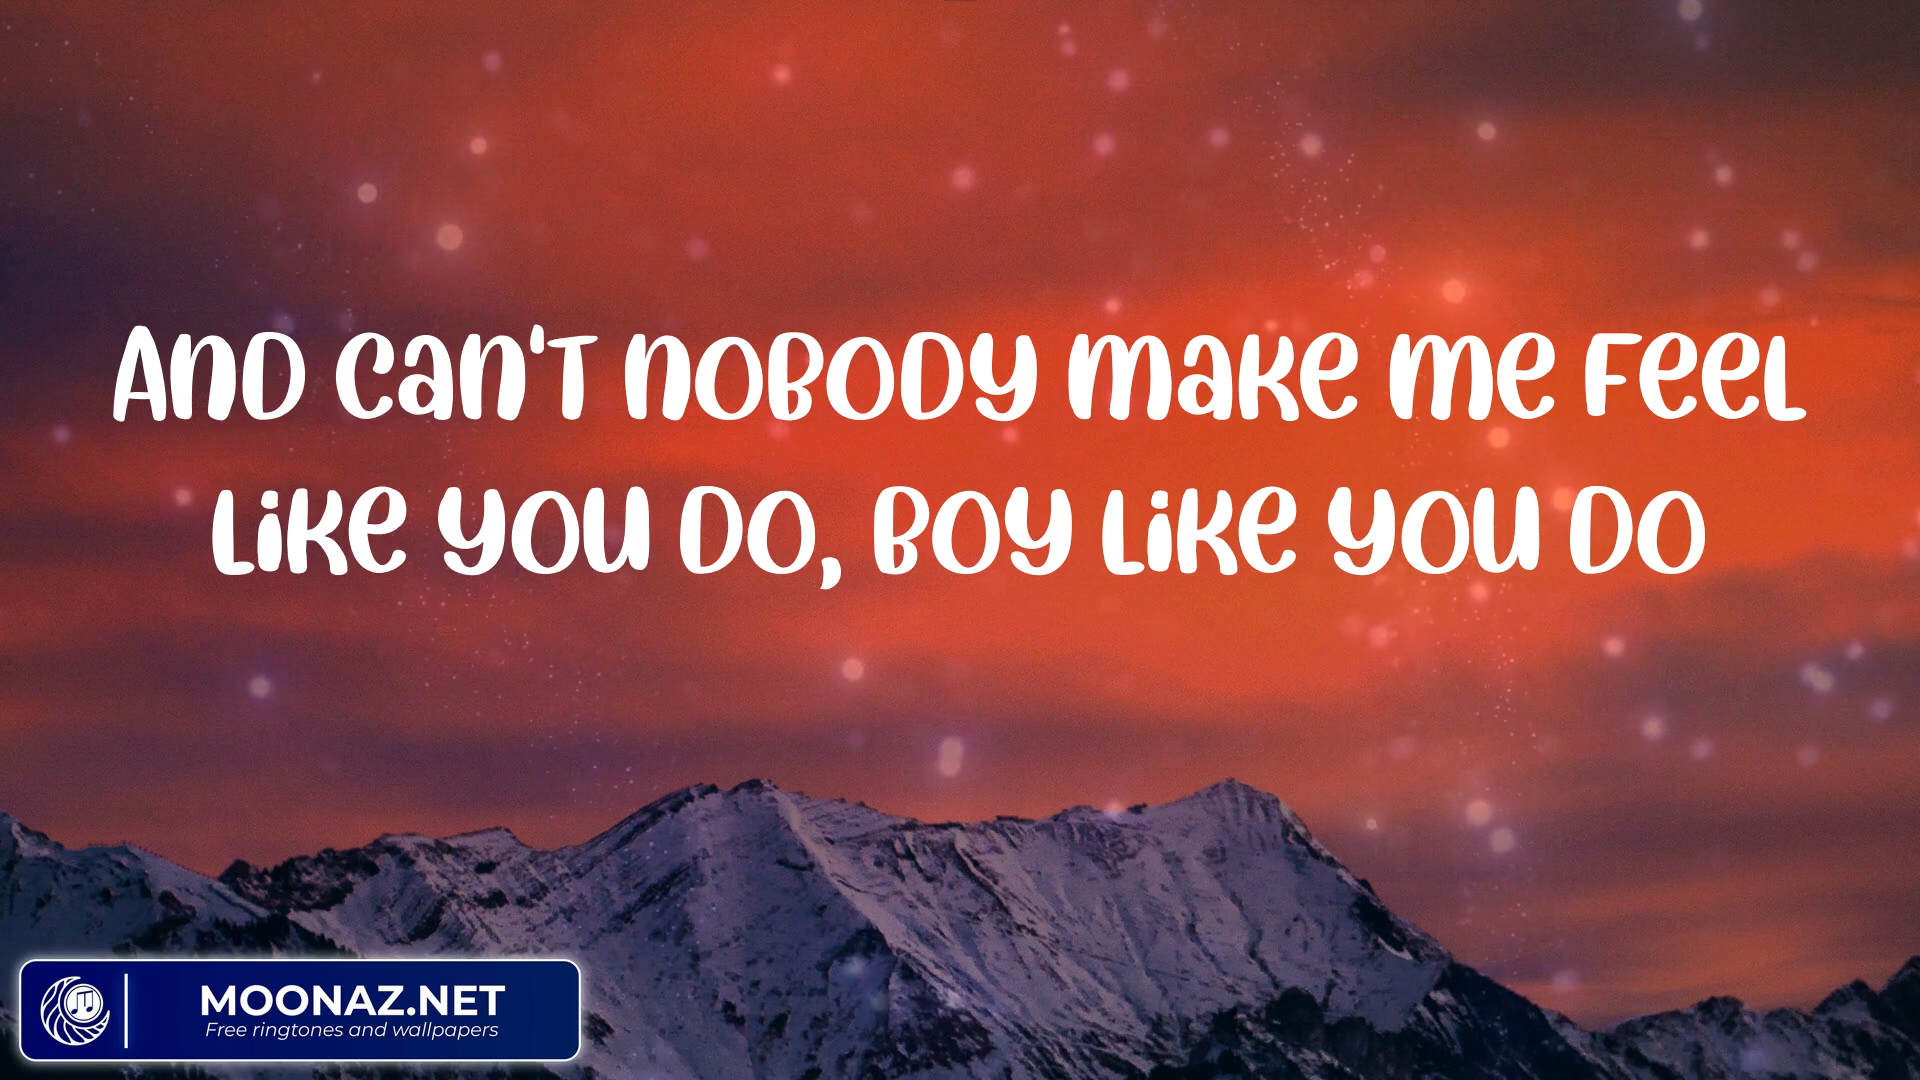 And can't nobody make me feel
like you do, boy like you do
MOONAZ.NET
Free ringtones and wallpapers